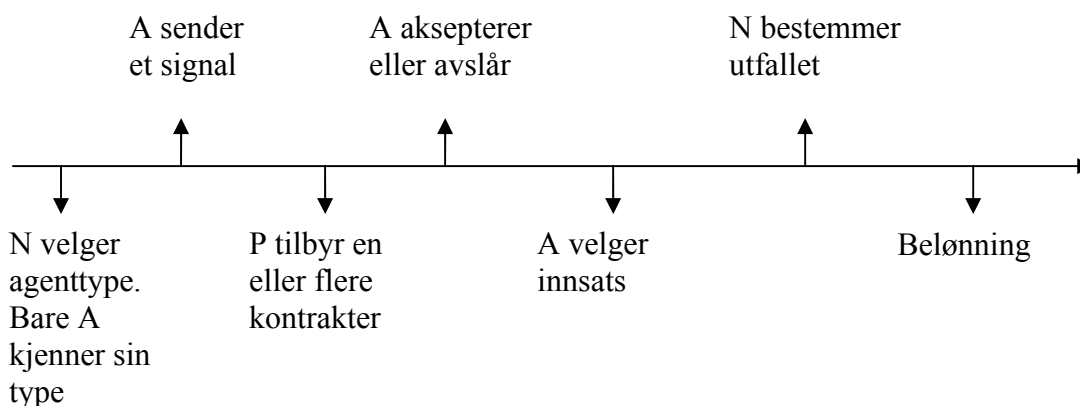 A sender
et signal
A aksepterer
eller avslår
N bestemmer
utfallet
N velger
agenttype.
Bare A
kjenner sin
type
P tilbyr en
eller flere
kontrakter
A velger
innsats
Belønning